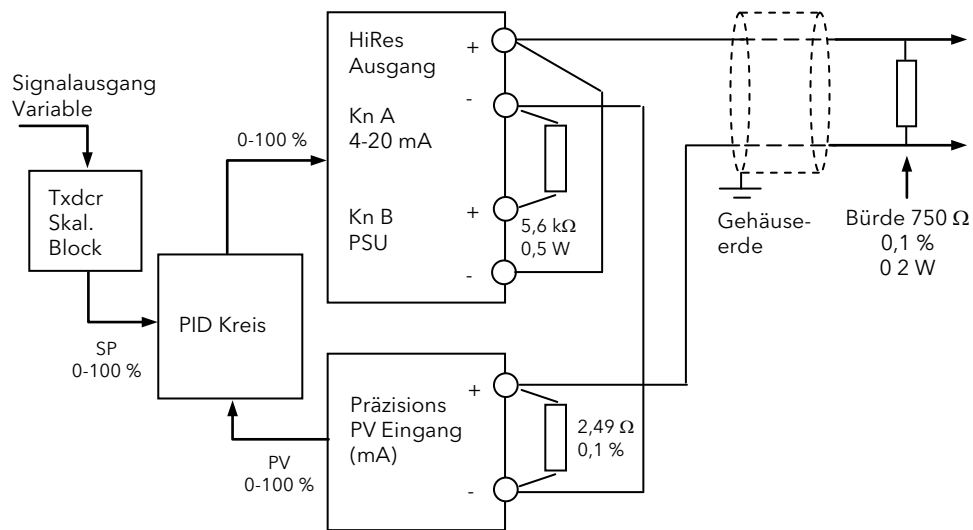 Signalausgang
Variable
Txdcr
Skal.
Block
SP
0-100 %
PID Kreis
0-100 %
PV
0-100 %
HiRes
Ausgang
Kn A
4-20 mA
Kn B
PSU
+
-
+
-
5,6 kΩ
0,5 W
Präzisions
PV Eingang
(mA)
+
-
2,49 Ω
0,1 %
Gehäuse-
erde
Bürde 750 Ω
0,1 %
0 2 W